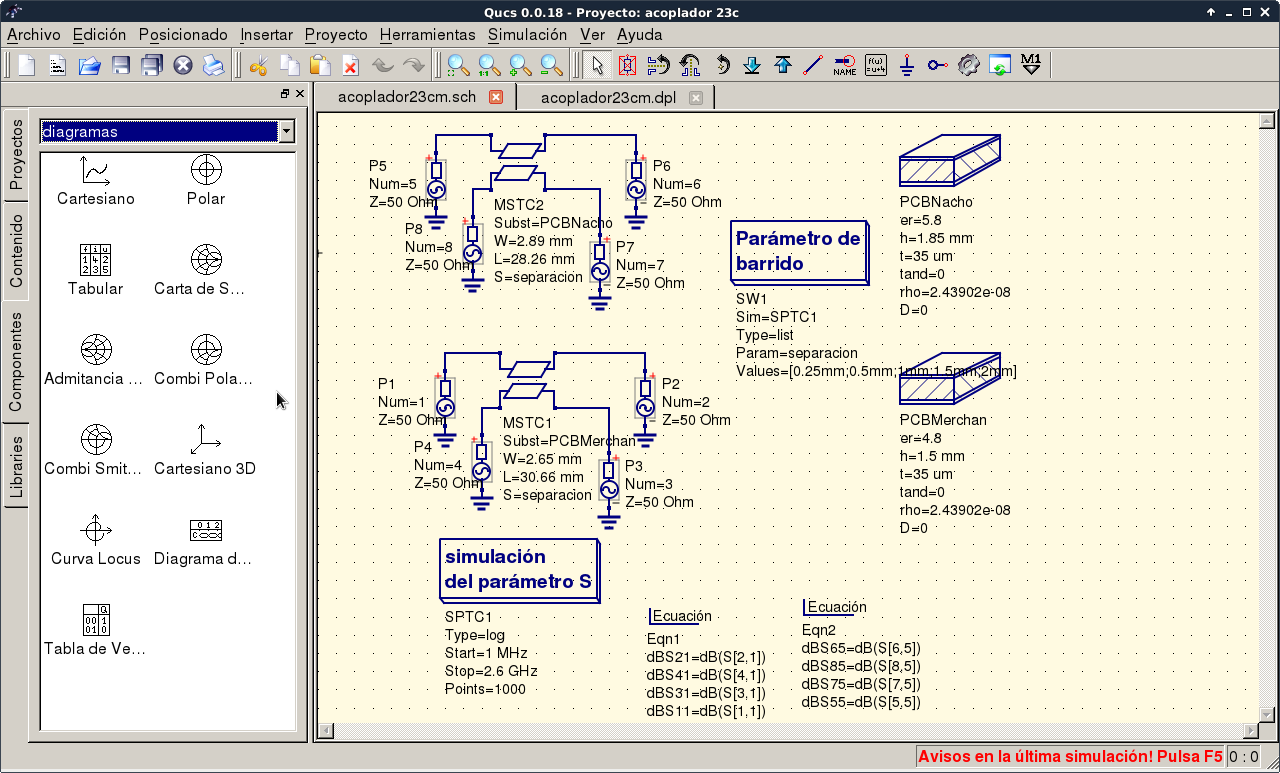 Qucs 0.0.18 - Proyecto: acoplador 23c
Archivo Edición Posicionado Insertar Proyecto Herramientas Simulación Ver Ayuda
NAME
f(u)
=u+1
M1
Proyectos
Contenido
Componentes
Libraries
diagramas
Cartesiano
Polar
Tabular
Carta de S...
Admitancia ...
Combi Pola...
Combi Smit...
Cartesiano 3D
Curva Locus
Diagrama d...
Tabla de Ve...
acoplador23cm.sch
acoplador23cm.dpl
P5
Num=5
Z=50 Ohm
P6
Num=6
Z=50 Ohm
P8
Num=8
Z=50 Ohm
MSTC2
Subst=PCBNacho
W=2.89 mm
L=28.26 mm
S=separacion
P7
Num=7
Z=50 Ohm
Parámetro de
barrido
SW1
Sim=SPTC1
Type=list
Param=separacion
Values=[0.25mm;0.5mm;1mm;1.5mm;2mm]
PCBNacho
er=5.8
h=1.85 mm
t=35 um
tand=0
rho=2.43902e-08
D=0
P1
Num=1
Z=50 Ohm
P2
Num=2
Z=50 Ohm
P4
Num=4
Z=50 Ohm
MSTC1
Subst=PCBMerchan
W=2.65 mm
L=30.66 mm
S=separacion
P3
Num=3
Z=50 Ohm
PCBMerchan
er=4.8
h=1.5 mm
t=35 um
tand=0
rho=2.43902e-08
D=0
simulación
del parámetro S
SPTC1
Type=log
Start=1 MHz
Stop=2.6 GHz
Points=1000
Ecuación
Eqn1
dBS21=dB(S[2,1])
dBS41=dB(S[4,1])
dBS31=dB(S[3,1])
dBS11=dB(S[1,1])
Ecuación
Eqn2
dBS65=dB(S[6,5])
dBS85=dB(S[8,5])
dBS75=dB(S[7,5])
dBS55=dB(S[5,5])
Avisos en la última simulación! Pulsa F5
0 : 0